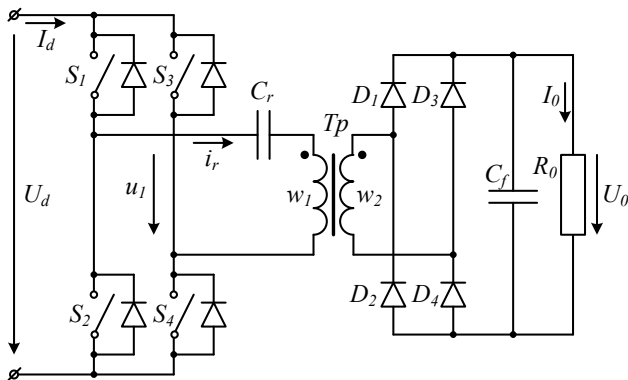 I_d
S_1
S_3
C_r
D_1
D_3
Tp
I_0
i_r
u_1
w_1
w_2
C_f
R_0
U_d
U_0
S_2
S_4
D_2
D_4